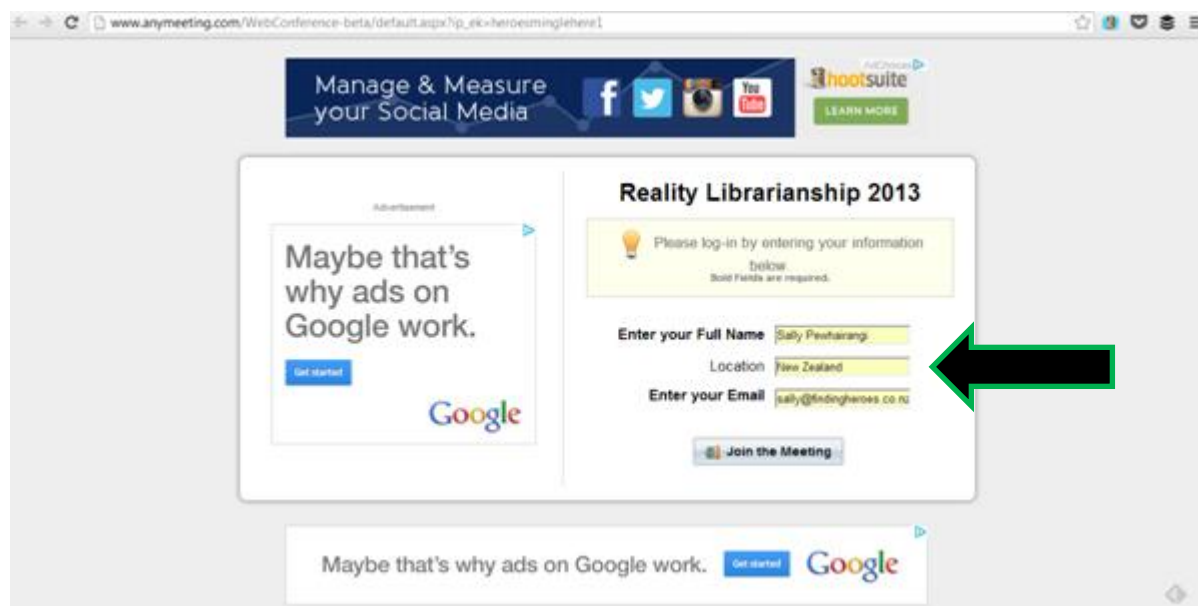 www.anymeeting.com/WebConference-beta/default.aspx?ip_ek=heroesminglehere1
Manage & Measure
your Social Media
f
You
Tube
AdChoices
hootsuite
LEARN MORE
Advertisement
Maybe that's
why ads on
Google work.
Get started
Google
Reality Librarianship 2013
Please log-in by entering your information
below
Bold Fields are required.
Enter your Full Name Sally Pewhairangi
Location New Zealand
Enter your Email sally@findingheroes.co.nz
Join the Meeting
Maybe that's why ads on Google work.
Get started
Google